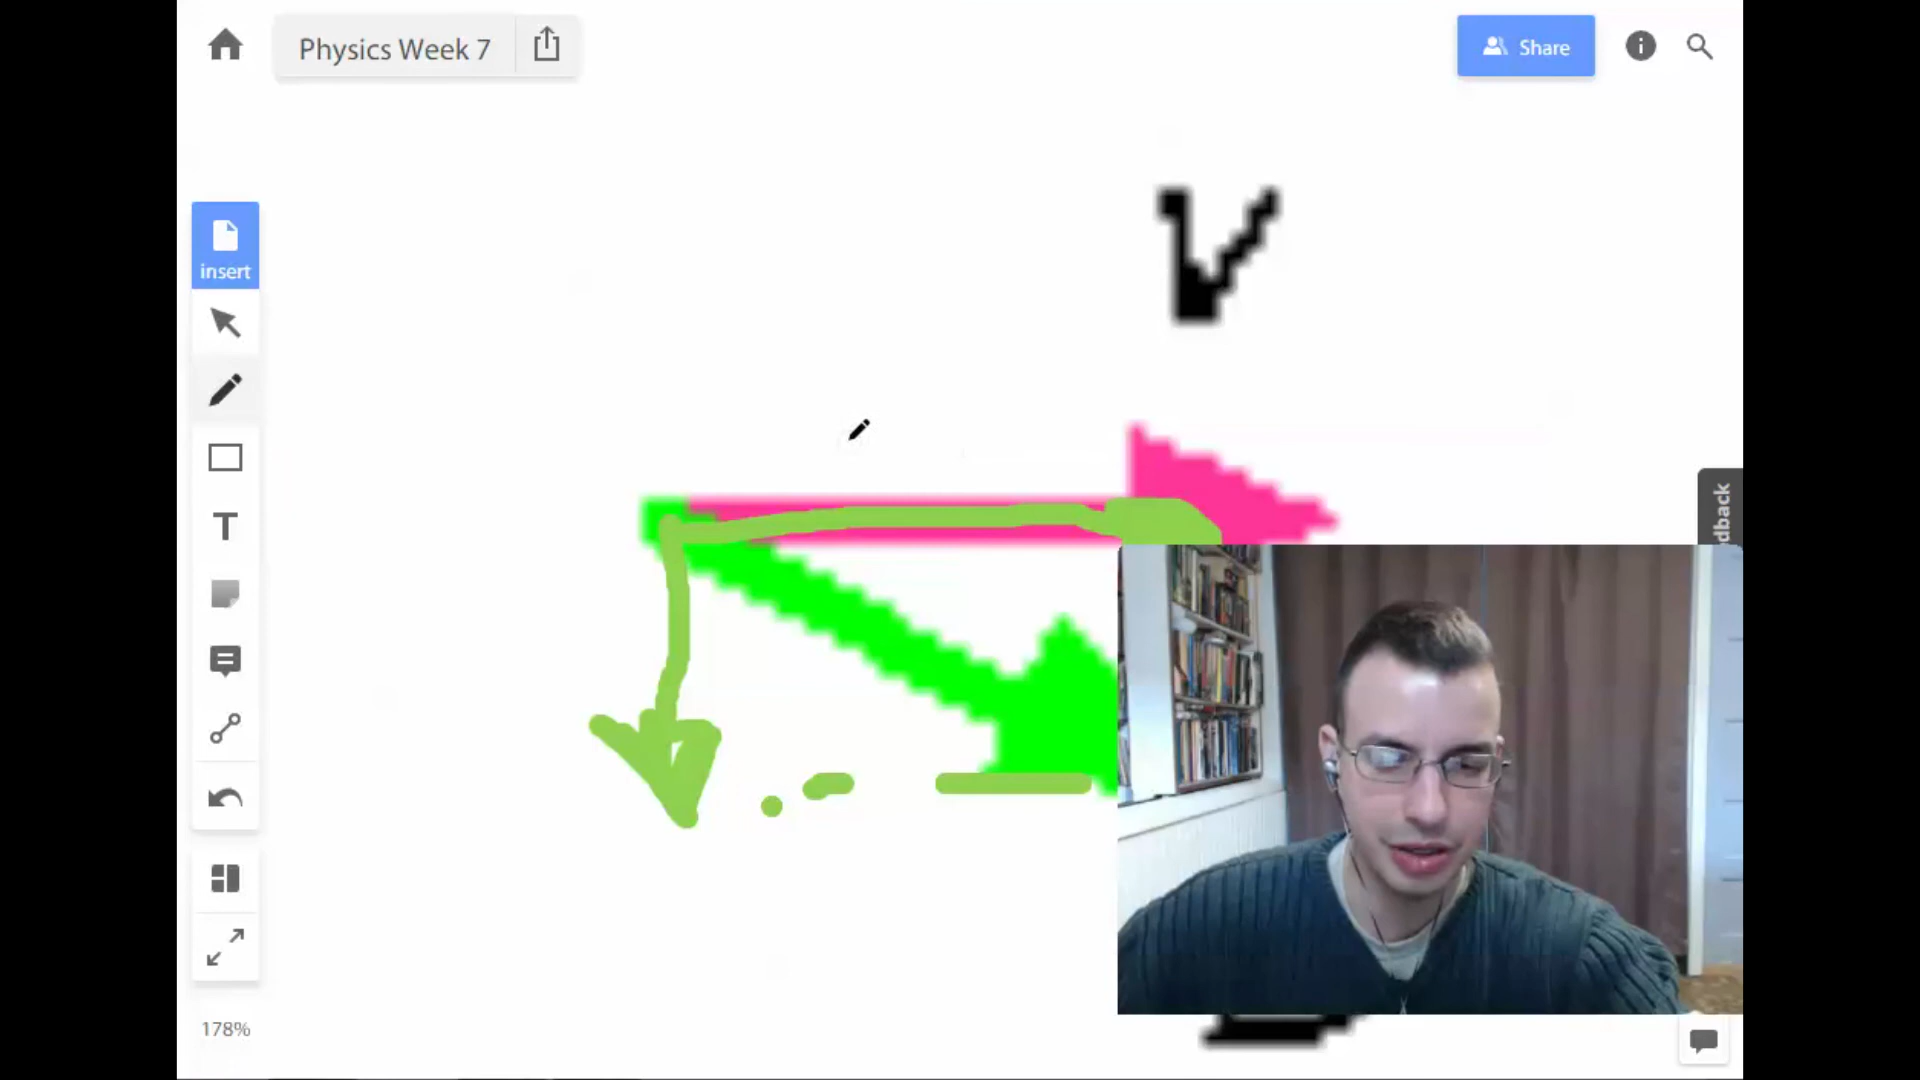 Physics Week 7
Share
insert
V
T
dback
178%